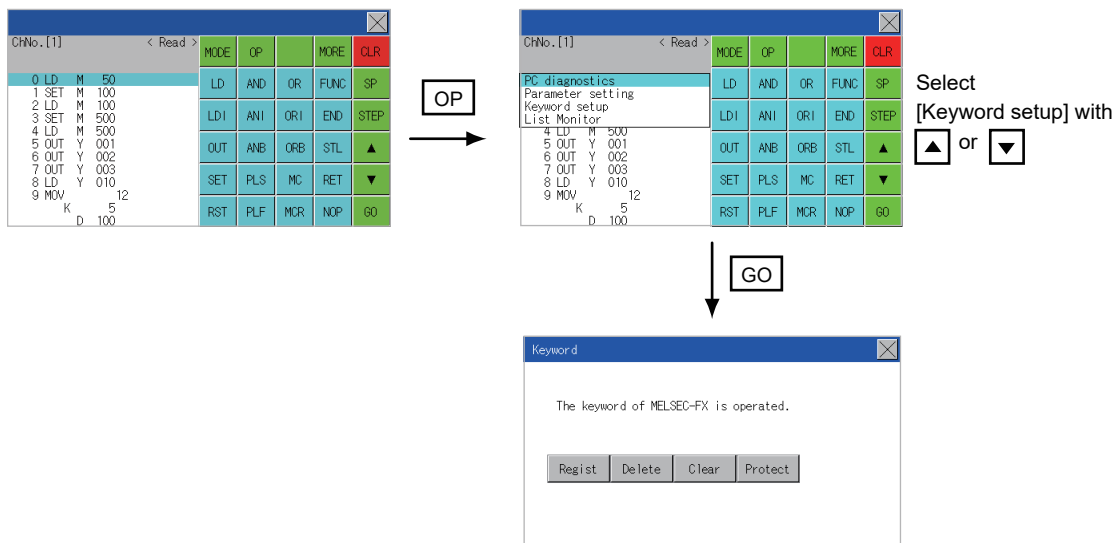 ChNo.[1] < Read >
MODE OP MORE CLR
0 LD M 50
1 SET M 100
2 LD M 100
3 SET M 500
4 LD M 500
5 OUT Y 001
6 OUT Y 002
7 OUT Y 003
8 LD Y 010
9 MOV 12
K 5
D 100
LD AND OR FUNC SP
LDI ANI ORI END STEP
OUT ANB ORB STL ▲
SET PLS MC RET ▼
RST PLF MCR NOP GO
OP
ChNo.[1] < Read >
MODE OP MORE CLR
PC diagnostics
Parameter setting
Keyword setup
List Monitor
4 LD M 500
5 OUT Y 001
6 OUT Y 002
7 OUT Y 003
8 LD Y 010
9 MOV 12
K 5
D 100
LD AND OR FUNC SP
LDI ANI ORI END STEP
OUT ANB ORB STL ▲
SET PLS MC RET ▼
RST PLF MCR NOP GO
Select
[Keyword setup] with
▲ or ▼
GO
Keyword
The keyword of MELSEC-FX is operated.
Regist Delete Clear Protect